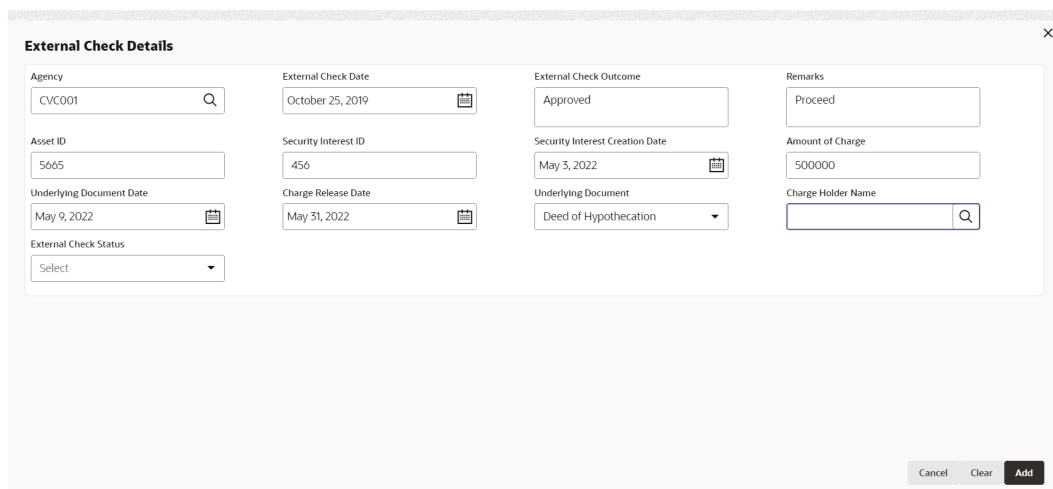 External Check Details
Agency External Check Date External Check Outcome Remarks
CVC001 October 25, 2019 Approved Proceed
Asset ID Security Interest ID Security Interest Creation Date Amount of Charge
5665 456 May 3, 2022 500000
Underlying Document Date Charge Release Date Underlying Document Charge Holder Name
May 9, 2022 May 31, 2022 Deed of Hypothecation
External Check Status
Select
Cancel Clear Add